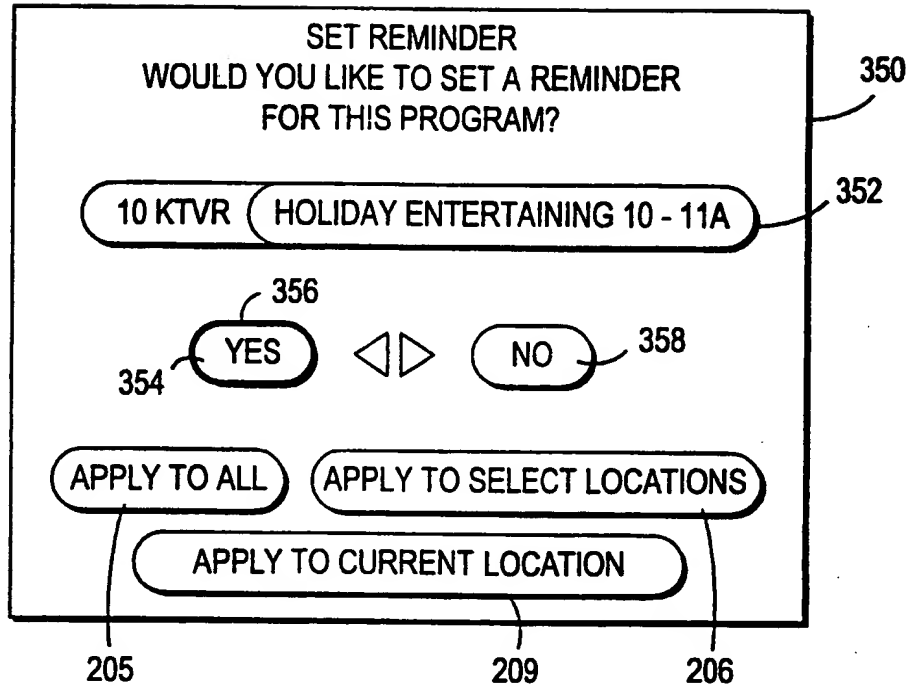 SET REMINDER
WOULD YOU LIKE TO SET A REMINDER
FOR THIS PROGRAM?
350
10 KTVR HOLIDAY ENTERTAINING 10 - 11A
352
356
354 YES NO 358
APPLY TO ALL APPLY TO SELECT LOCATIONS
APPLY TO CURRENT LOCATION
205 209 206